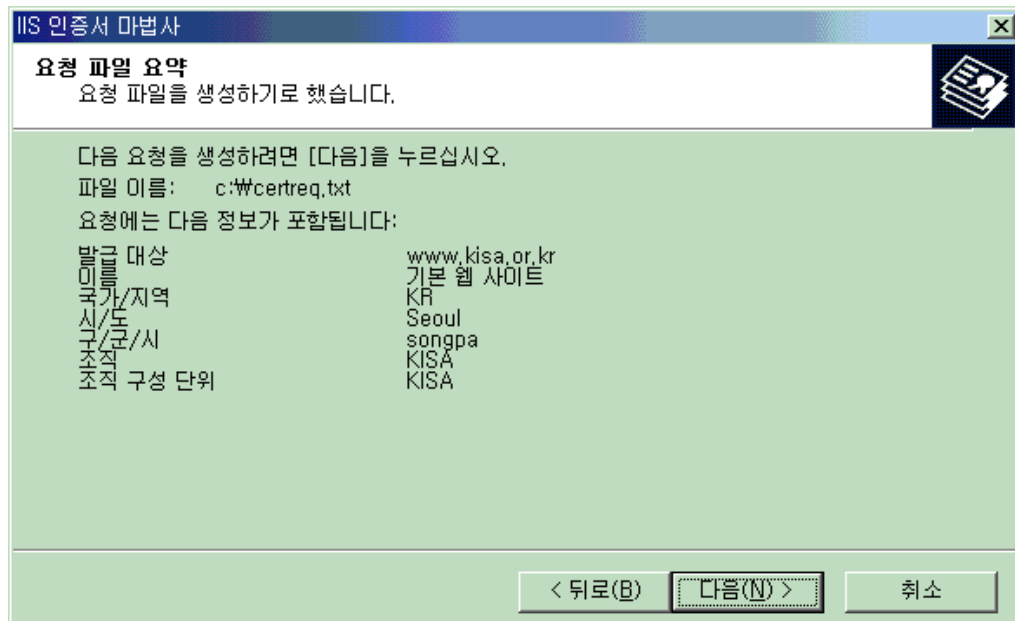 IIS 인증서 마법사
요청 파일 요약
요청 파일을 생성하기로 했습니다.
다음 요청을 생성하려면 [다음]을 누르십시오.
파일 이름: c:₩certreq.txt
요청에는 다음 정보가 포함됩니다:
발급 대상 www.kisa.or.kr
이름 기본 웹 사이트
국가/지역 KR
시/도 Seoul
구/군/시 songpa
조직 KISA
조직 구성 단위 KISA
< 뒤로(B) 다음(N) > 취소